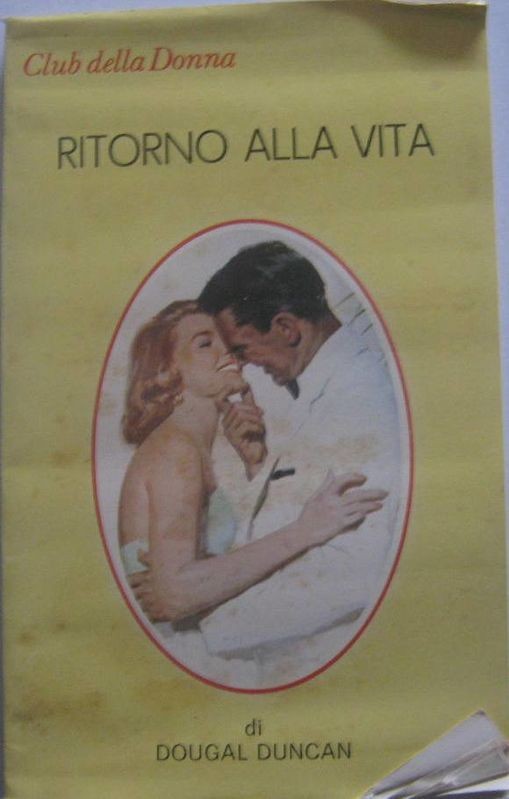 Club della Donna
RITORNO ALLA VITA
di
DOUGAL DUNCAN